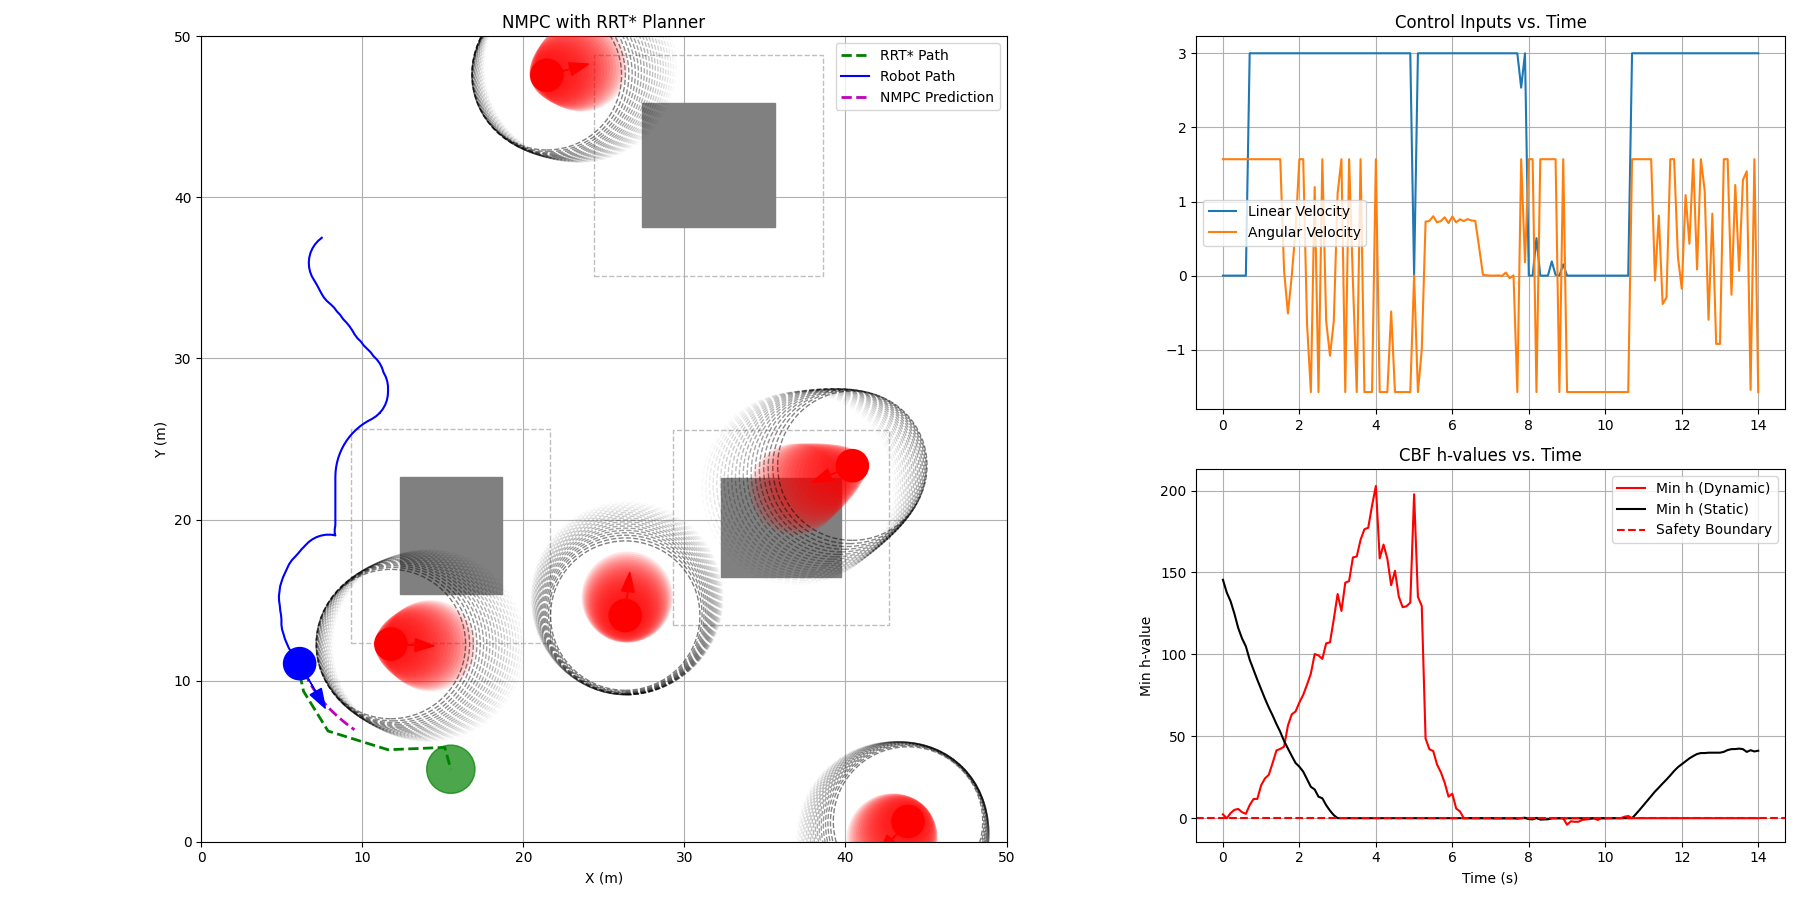 NMPC with RRT* Planner
50
40
30
20
10
0
Y (m)
RRT* Path
Robot Path
NMPC Prediction
0 10 20 30 40 50
X (m)
Control Inputs vs. Time
3
2
1
0
−1
Linear Velocity
Angular Velocity
0 2 4 6 8 10 12 14
CBF h-values vs. Time
200
150
100
50
0
Min h-value
Min h (Dynamic)
Min h (Static)
Safety Boundary
0 2 4 6 8 10 12 14
Time (s)